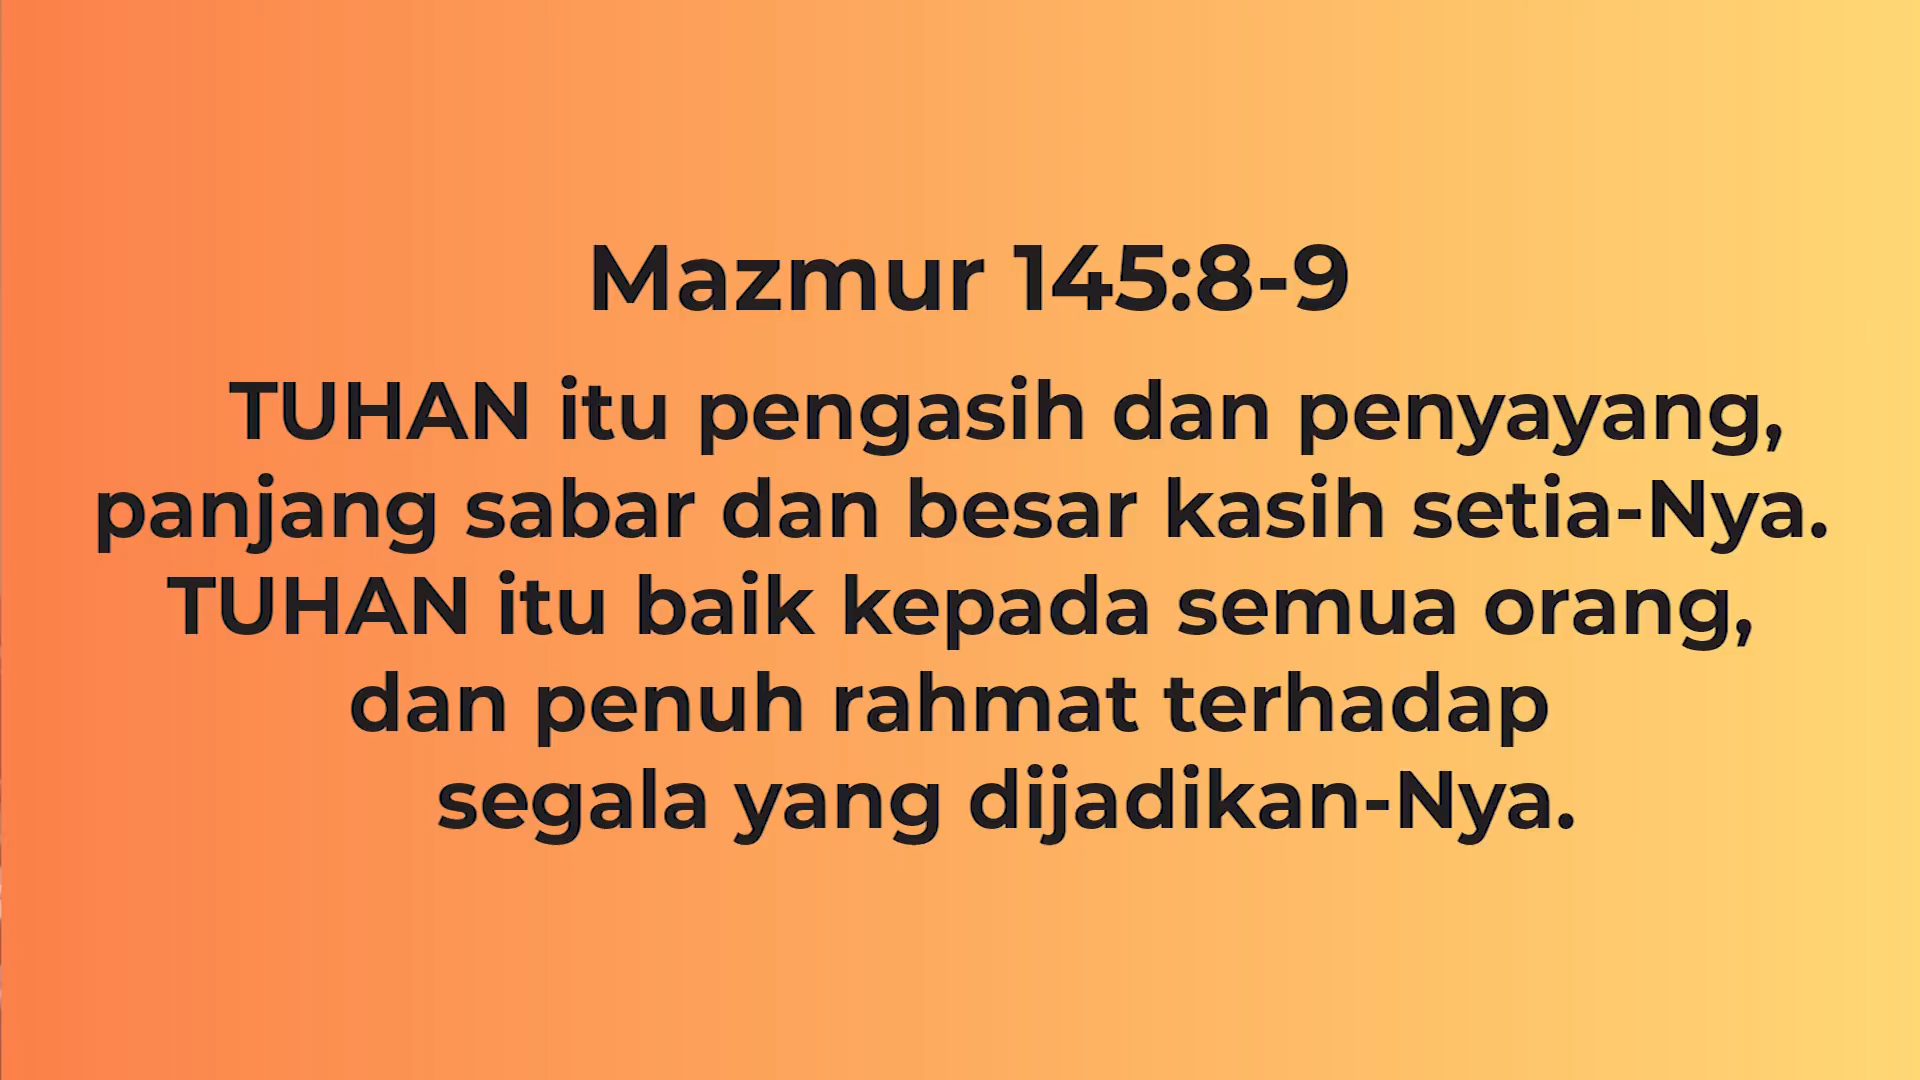 Mazmur 145:8-9
TUHAN itu pengasih dan penyayang,
panjang sabar dan besar kasih setia-Nya.
TUHAN itu baik kepada semua orang,
dan penuh rahmat terhadap
segala yang dijadikan-Nya.